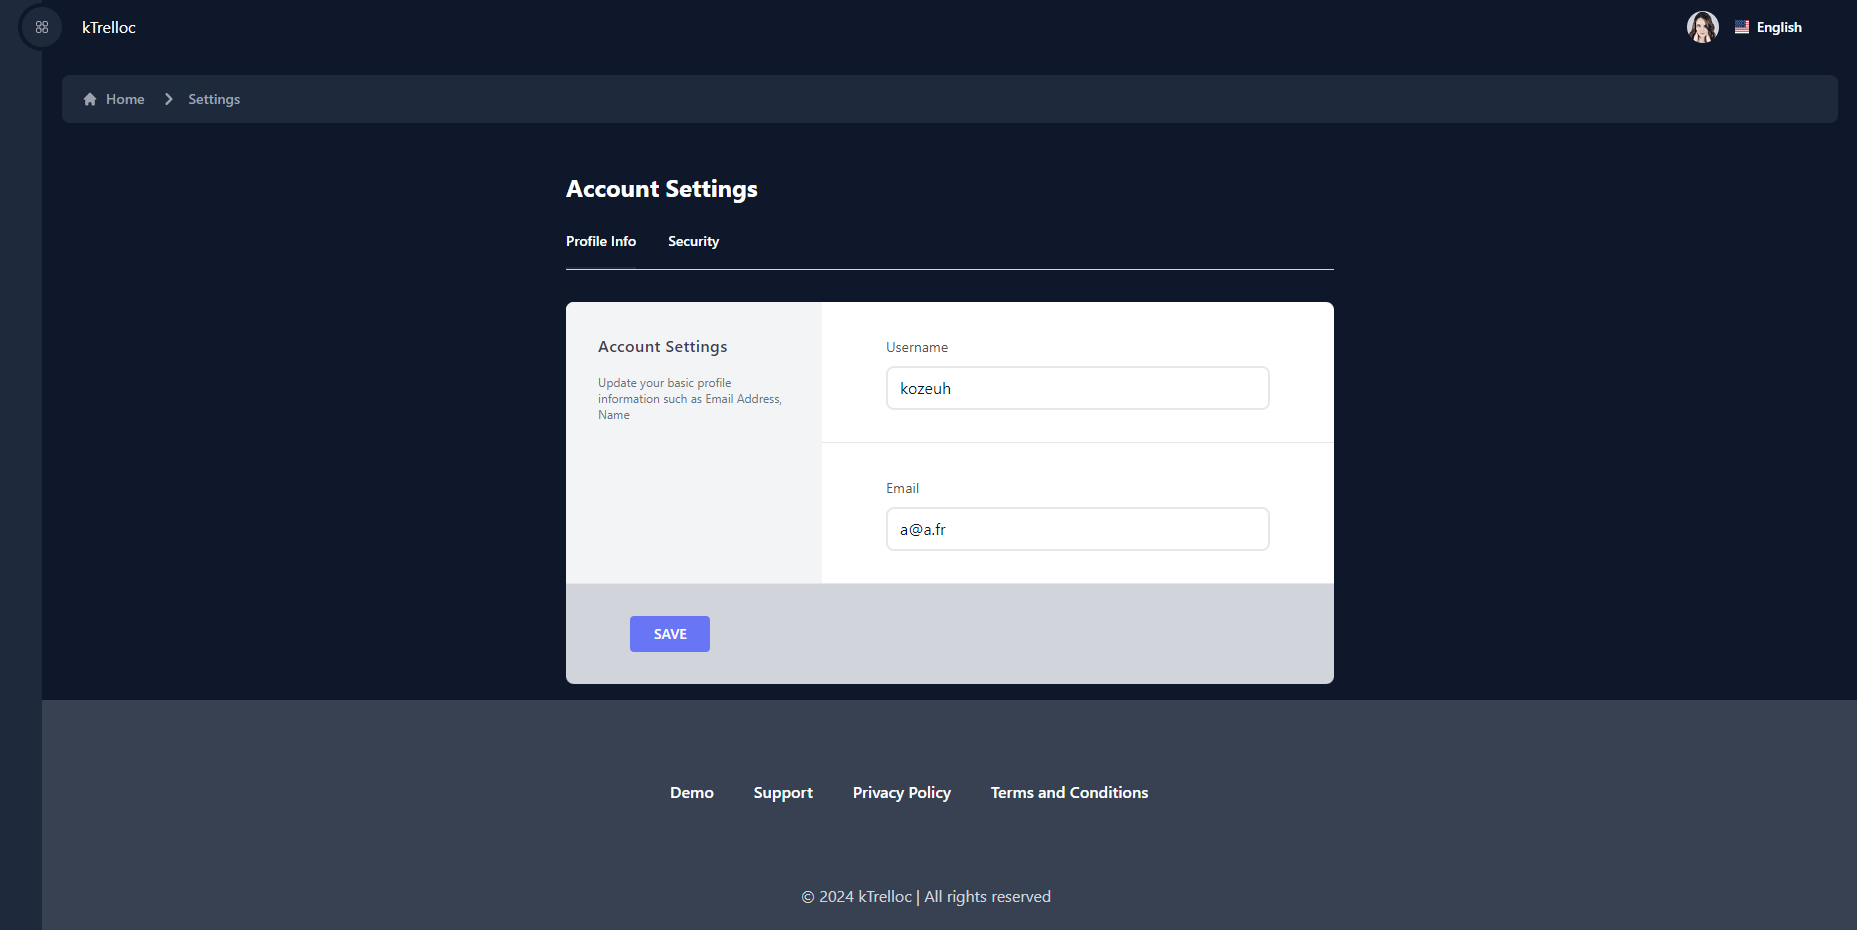 kTrelloc
English
Home
Settings
Account Settings
Profile Info
Security
Account Settings
Update your basic profile
information such as Email Address,
Name
Username
kozeuh
Email
a@a.fr
SAVE
Demo
Support
Privacy Policy
Terms and Conditions
© 2024 kTrelloc | All rights reserved